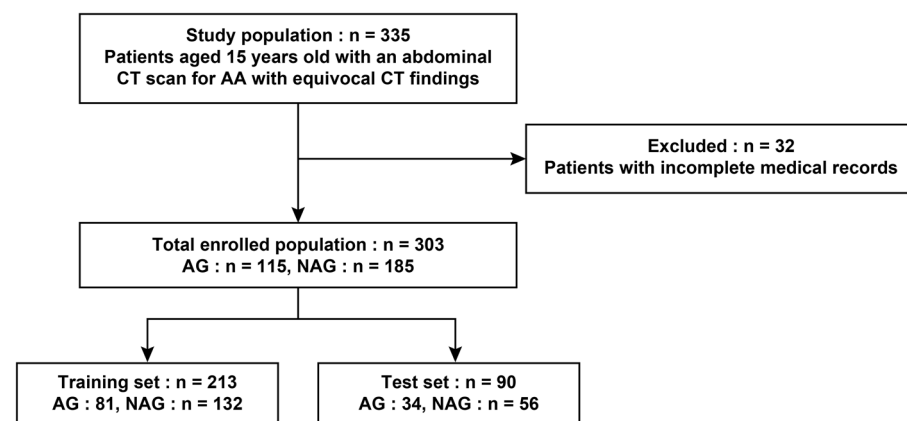 Study population : n = 335
Patients aged 15 years old with an abdominal
CT scan for AA with equivocal CT findings
Excluded : n = 32
Patients with incomplete medical records
Total enrolled population : n = 303
AG : n = 115, NAG : n = 185
Training set : n = 213
AG : 81, NAG : n = 132
Test set : n = 90
AG : 34, NAG : n = 56